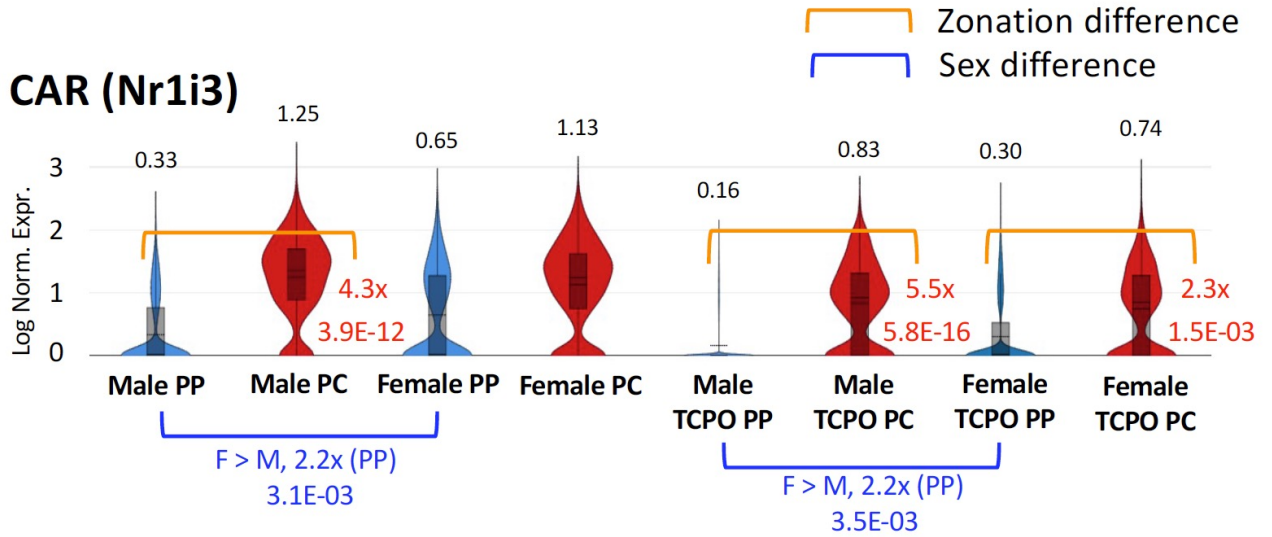 Zonation difference
Sex difference
CAR (Nr1i3)
0.33
1.25
0.65
1.13
0.16
0.83
0.30
0.74
Log Norm. Expr.
3
2
1
0
4.3x
3.9E-12
5.5x
5.8E-16
2.3x
1.5E-03
Male PP
Male PC
Female PP
Female PC
Male
TCPO PP
Male
TCPO PC
Female
TCPO PP
Female
TCPO PC
F > M, 2.2x (PP)
3.1E-03
F > M, 2.2x (PP)
3.5E-03